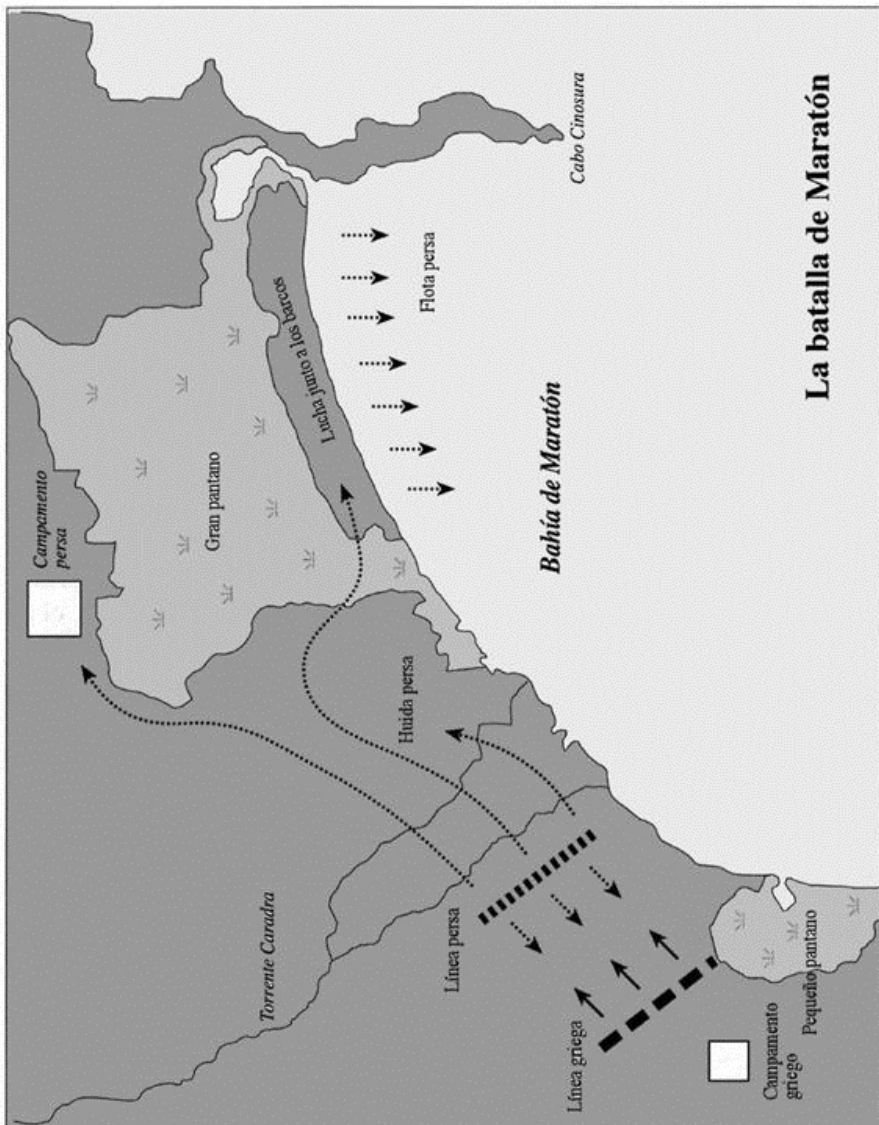 La batalla de Maratón
Campamento
persa
Gran pantano
Lucha junto a los barcos
Flota persa
Cabo Cinosura
Bahía de Maratón
Huida persa
Torrente Caradra
Línea persa
Línea griega
Campamento
griego
Pequeño pantano